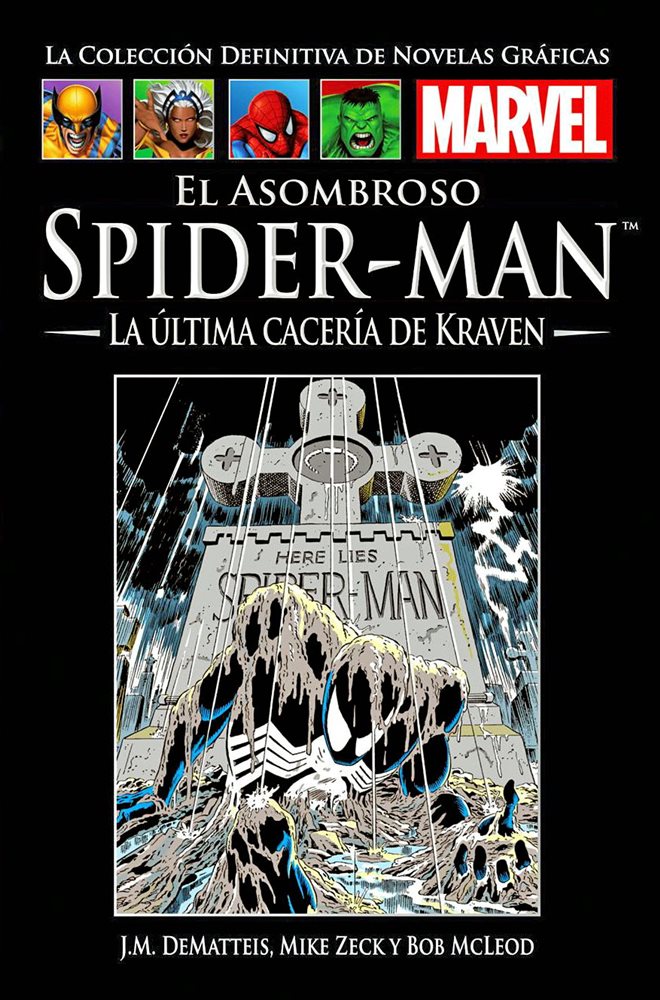 La Colección Definitiva de Novelas Gráficas
MARVEL
El Asombroso
Spider-Man™
La última cacería de Kraven
HERE LIES
SPIDER-MAN
J.M. DeMatteis, Mike Zeck y Bob McLeod